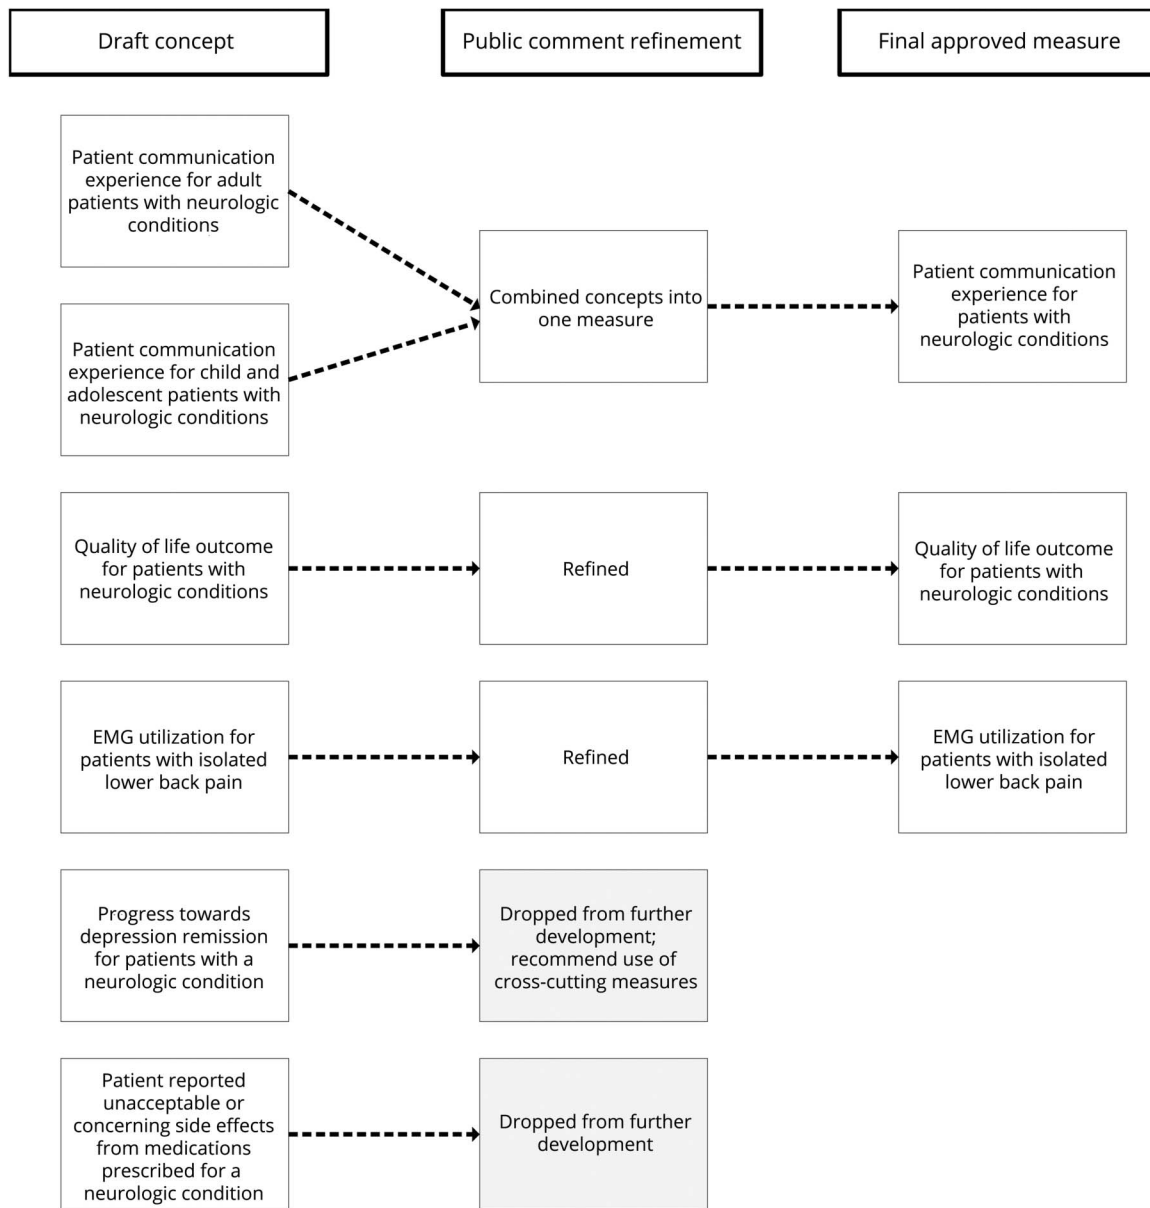 Draft concept
Public comment refinement
Final approved measure
Patient communication
experience for adult
patients with neurologic
conditions
Patient communication
experience for child and
adolescent patients with
neurologic conditions
Combined concepts into
one measure
Patient communication
experience for
patients with
neurologic conditions
Quality of life outcome
for patients with
neurologic conditions
Refined
Quality of life outcome
for patients with
neurologic conditions
EMG utilization for
patients with isolated
lower back pain
Refined
EMG utilization for
patients with isolated
lower back pain
Progress towards
depression remission
for patients with a
neurologic condition
Dropped from further
development;
recommend use of
cross-cutting measures
Patient reported
unacceptable or
concerning side effects
from medications
prescribed for a
neurologic condition
Dropped from further
development